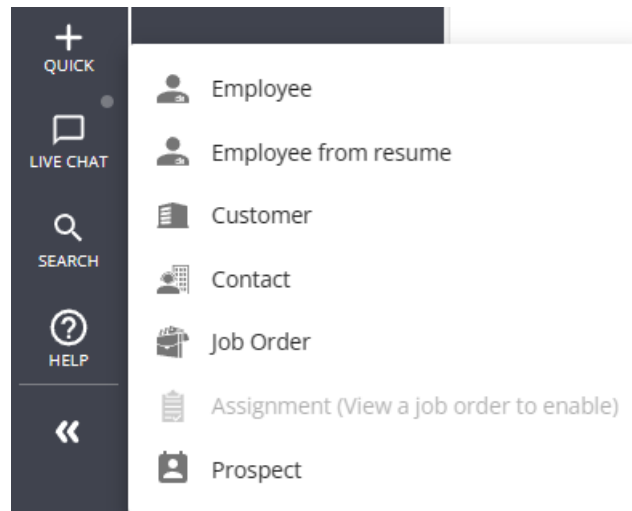 QUICK
LIVE CHAT
SEARCH
HELP
Employee
Employee from resume
Customer
Contact
Job Order
Assignment (View a job order to enable)
Prospect